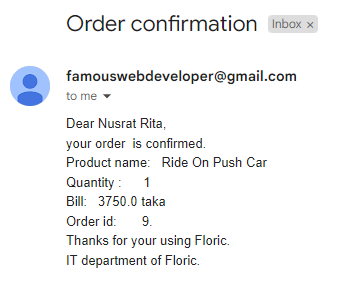 Order confirmation Inbox ×
famouswebdeveloper@gmail.com
to me
Dear Nusrat Rita,
your order  is confirmed.
Product name:   Ride On Push Car
Quantity :      1
Bill:   3750.0 taka
Order id:       9.
Thanks for your using Floric.
IT department of Floric.